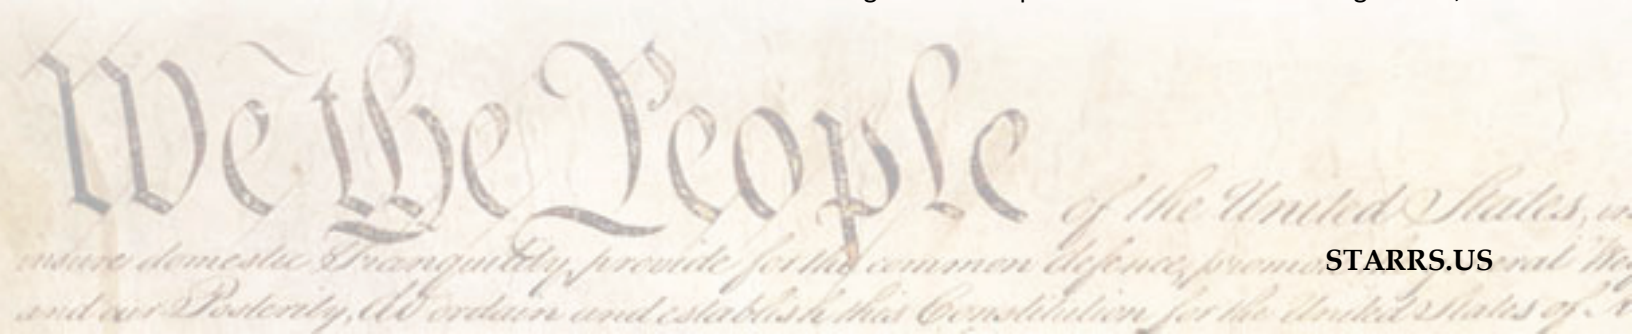 We the People of the United States,
insure domestic Tranquility, provide for the common defence, promo eral
STARRS.US
and our Posterity, do ordain and establish this Constitution for the United States of A